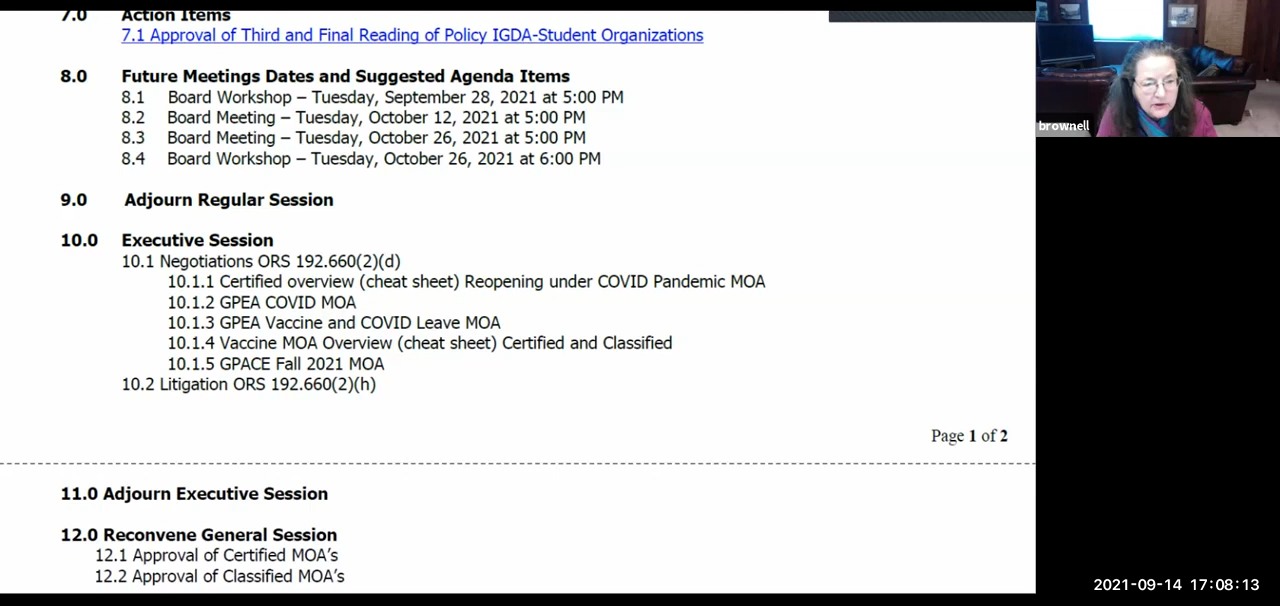 7.0 Action Items
7.1 Approval of Third and Final Reading of Policy IGDA-Student Organizations
8.0 Future Meetings Dates and Suggested Agenda Items
8.1 Board Workshop – Tuesday, September 28, 2021 at 5:00 PM
8.2 Board Meeting – Tuesday, October 12, 2021 at 5:00 PM
8.3 Board Meeting – Tuesday, October 26, 2021 at 5:00 PM
8.4 Board Workshop – Tuesday, October 26, 2021 at 6:00 PM
9.0 Adjourn Regular Session
10.0 Executive Session
10.1 Negotiations ORS 192.660(2)(d)
10.1.1 Certified overview (cheat sheet) Reopening under COVID Pandemic MOA
10.1.2 GPEA COVID MOA
10.1.3 GPEA Vaccine and COVID Leave MOA
10.1.4 Vaccine MOA Overview (cheat sheet) Certified and Classified
10.1.5 GPACE Fall 2021 MOA
10.2 Litigation ORS 192.660(2)(h)
Page 1 of 2
11.0 Adjourn Executive Session
12.0 Reconvene General Session
12.1 Approval of Certified MOA's
12.2 Approval of Classified MOA's
brownell
2021-09-14 17:08:13